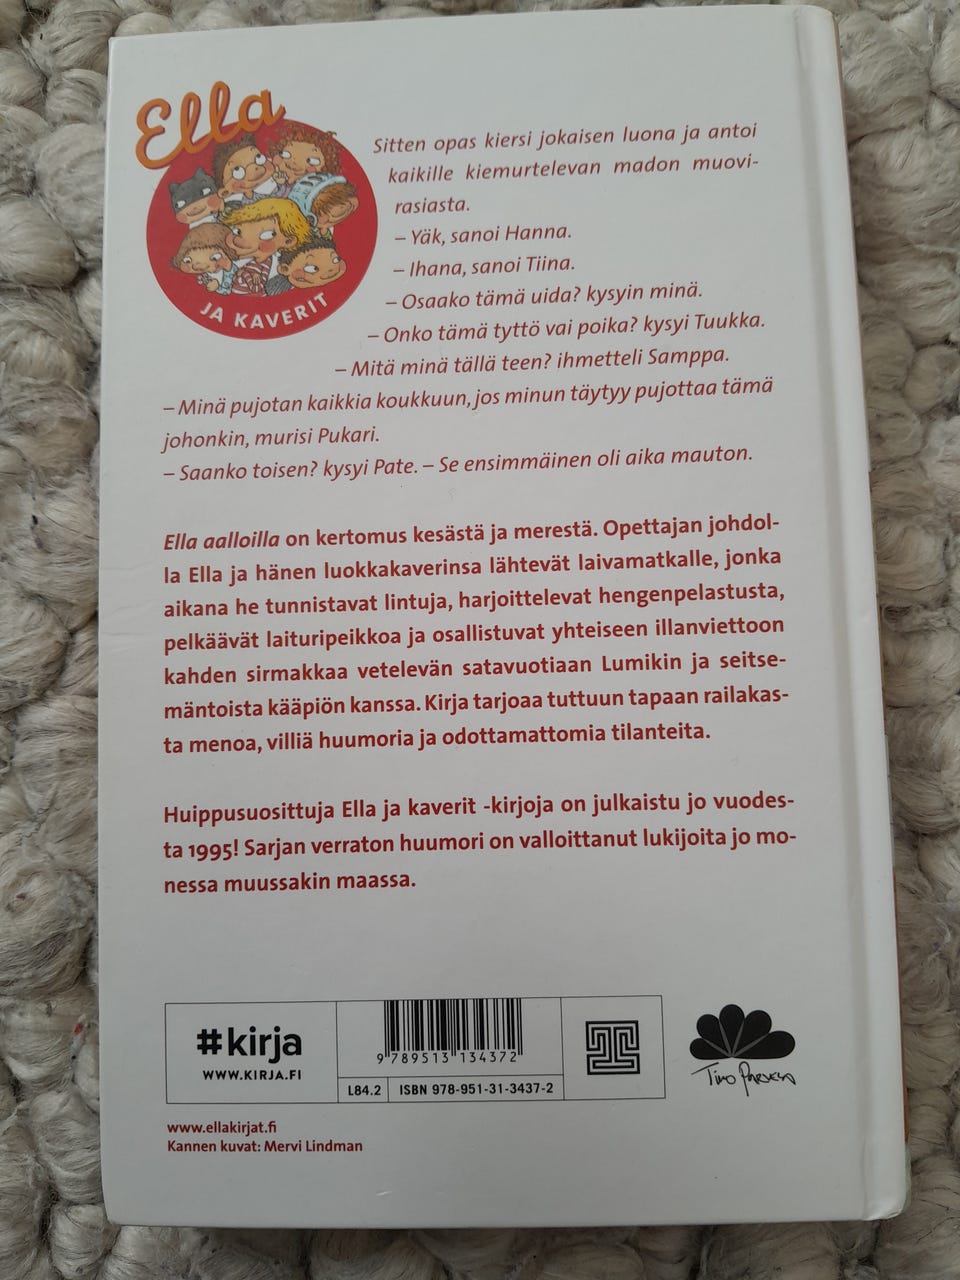 Ella
JA KAVERIT
Sitten opas kiersi jokaisen luona ja antoi
kaikille kiemurtelevan madon muovi-
rasiasta.
– Yäk, sanoi Hanna.
– Ihana, sanoi Tiina.
– Osaako tämä uida? kysyin minä.
– Onko tämä tyttö vai poika? kysyi Tuukka.
– Mitä minä tällä teen? ihmetteli Samppa.
– Minä pujotan kaikkia koukkuun, jos minun täytyy pujottaa tämä
johonkin, murisi Pukari.
– Saanko toisen? kysyi Pate. – Se ensimmäinen oli aika mauton.
Ella aalloilla on kertomus kesästä ja merestä. Opettajan johdol-
la Ella ja hänen luokkakaverinsa lähtevät laivamatkalle, jonka
aikana he tunnistavat lintuja, harjoittelevat hengenpelastusta,
pelkäävät laituripeikkoa ja osallistuvat yhteiseen illanviettoon
kahden sirmakkaa vetelevän satavuotiaan Lumikin ja seitse-
mäntoista kääpiön kanssa. Kirja tarjoaa tuttuun tapaan railakas-
ta menoa, villiä huumoria ja odottamattomia tilanteita.
Huippusuosittuja Ella ja kaverit -kirjoja on julkaistu jo vuodes-
ta 1995! Sarjan verraton huumori on valloittanut lukijoita jo mo-
nessa muussakin maassa.
#kirja
WWW.KIRJA.FI
9 789513 134372
L84.2
ISBN 978-951-31-3437-2
Timo Parvela
www.ellakirjat.fi
Kannen kuvat: Mervi Lindman